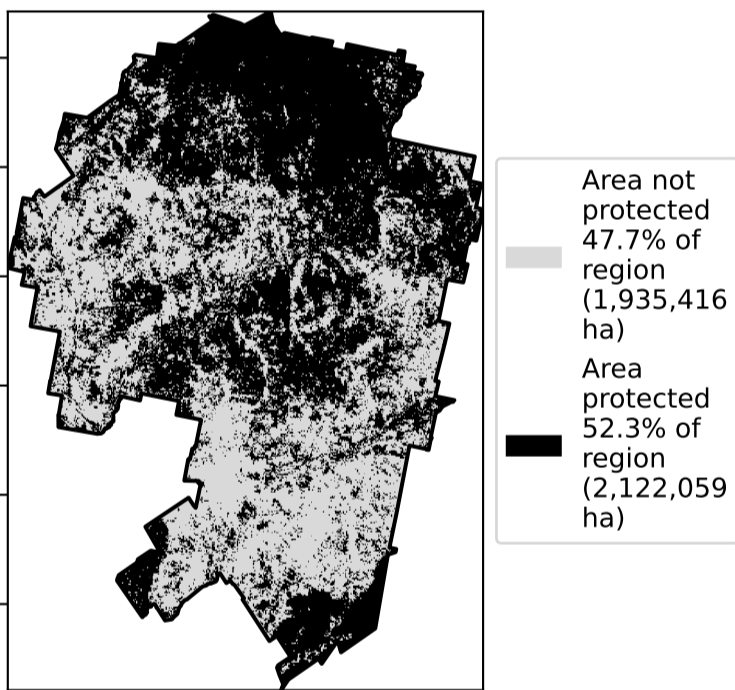 Area not
protected
47.7% of
region
(1,935,416
ha)
Area
protected
52.3% of
region
(2,122,059
ha)